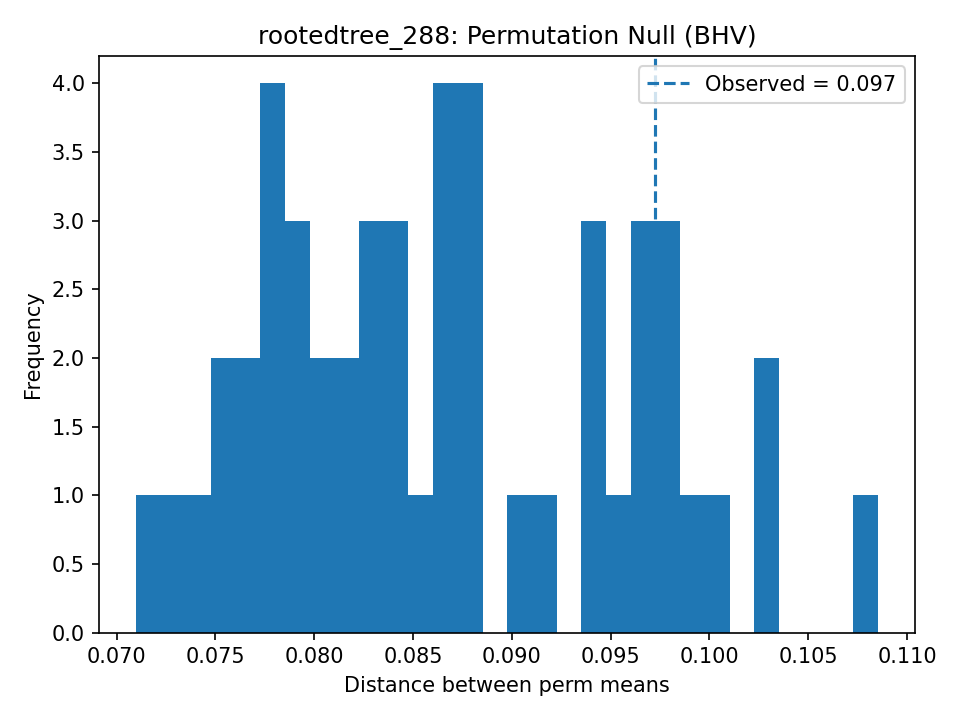 rootedtree_288: Permutation Null (BHV)
Observed = 0.097
Frequency
4.0
3.5
3.0
2.5
2.0
1.5
1.0
0.5
0.0
0.070 0.075 0.080 0.085 0.090 0.095 0.100 0.105 0.110
Distance between perm means